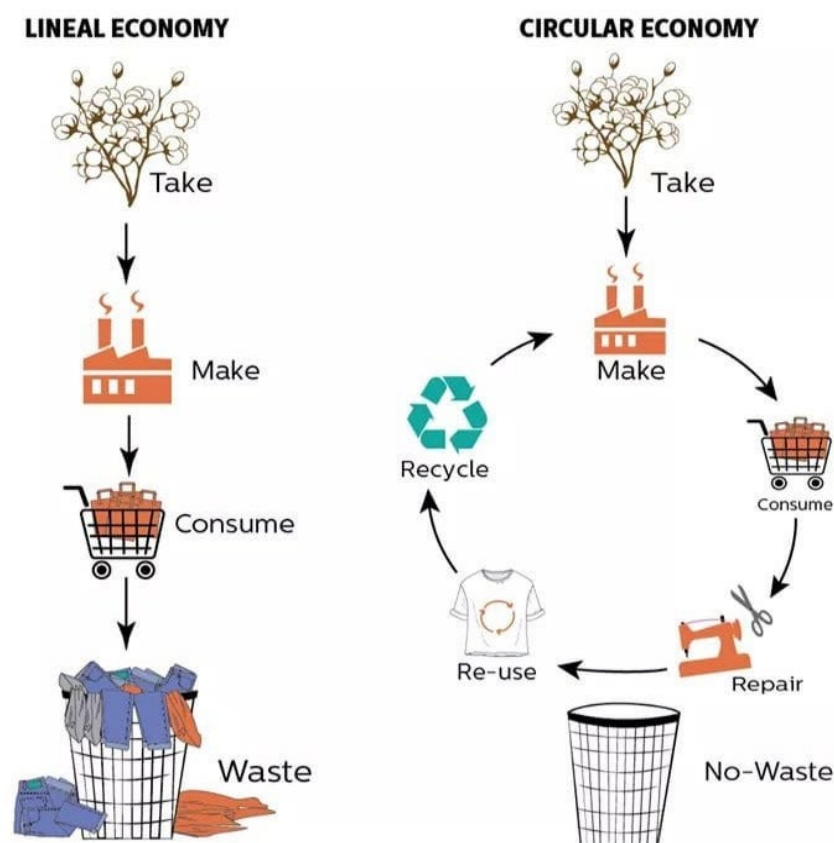 LINEAL ECONOMY
Take
Make
Consume
Waste
CIRCULAR ECONOMY
Take
Make
Consume
Repair
Re-use
Recycle
No-Waste